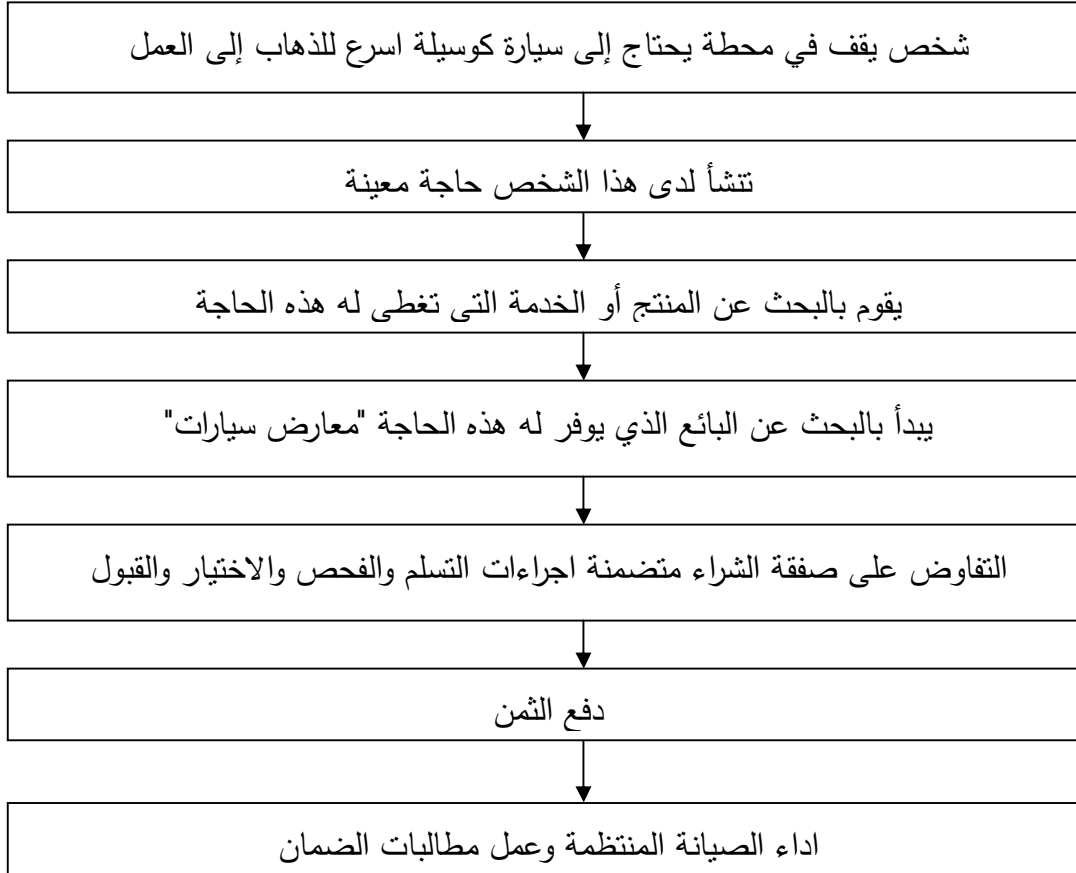 شخص يقف في محطة يحتاج إلى سيارة كوسيلة اسرع للذهاب إلى العمل
تنشأ لدى هذا الشخص حاجة معينة
يقوم بالبحث عن المنتج أو الخدمة التى تغطى له هذه الحاجة
يبدأ بالبحث عن البائع الذي يوفر له هذه الحاجة "معارض سيارات"
التفاوض على صفقة الشراء متضمنة اجراءات التسلم والفحص والاختيار والقبول
دفع الثمن
اداء الصيانة المنتظمة وعمل مطالبات الضمان